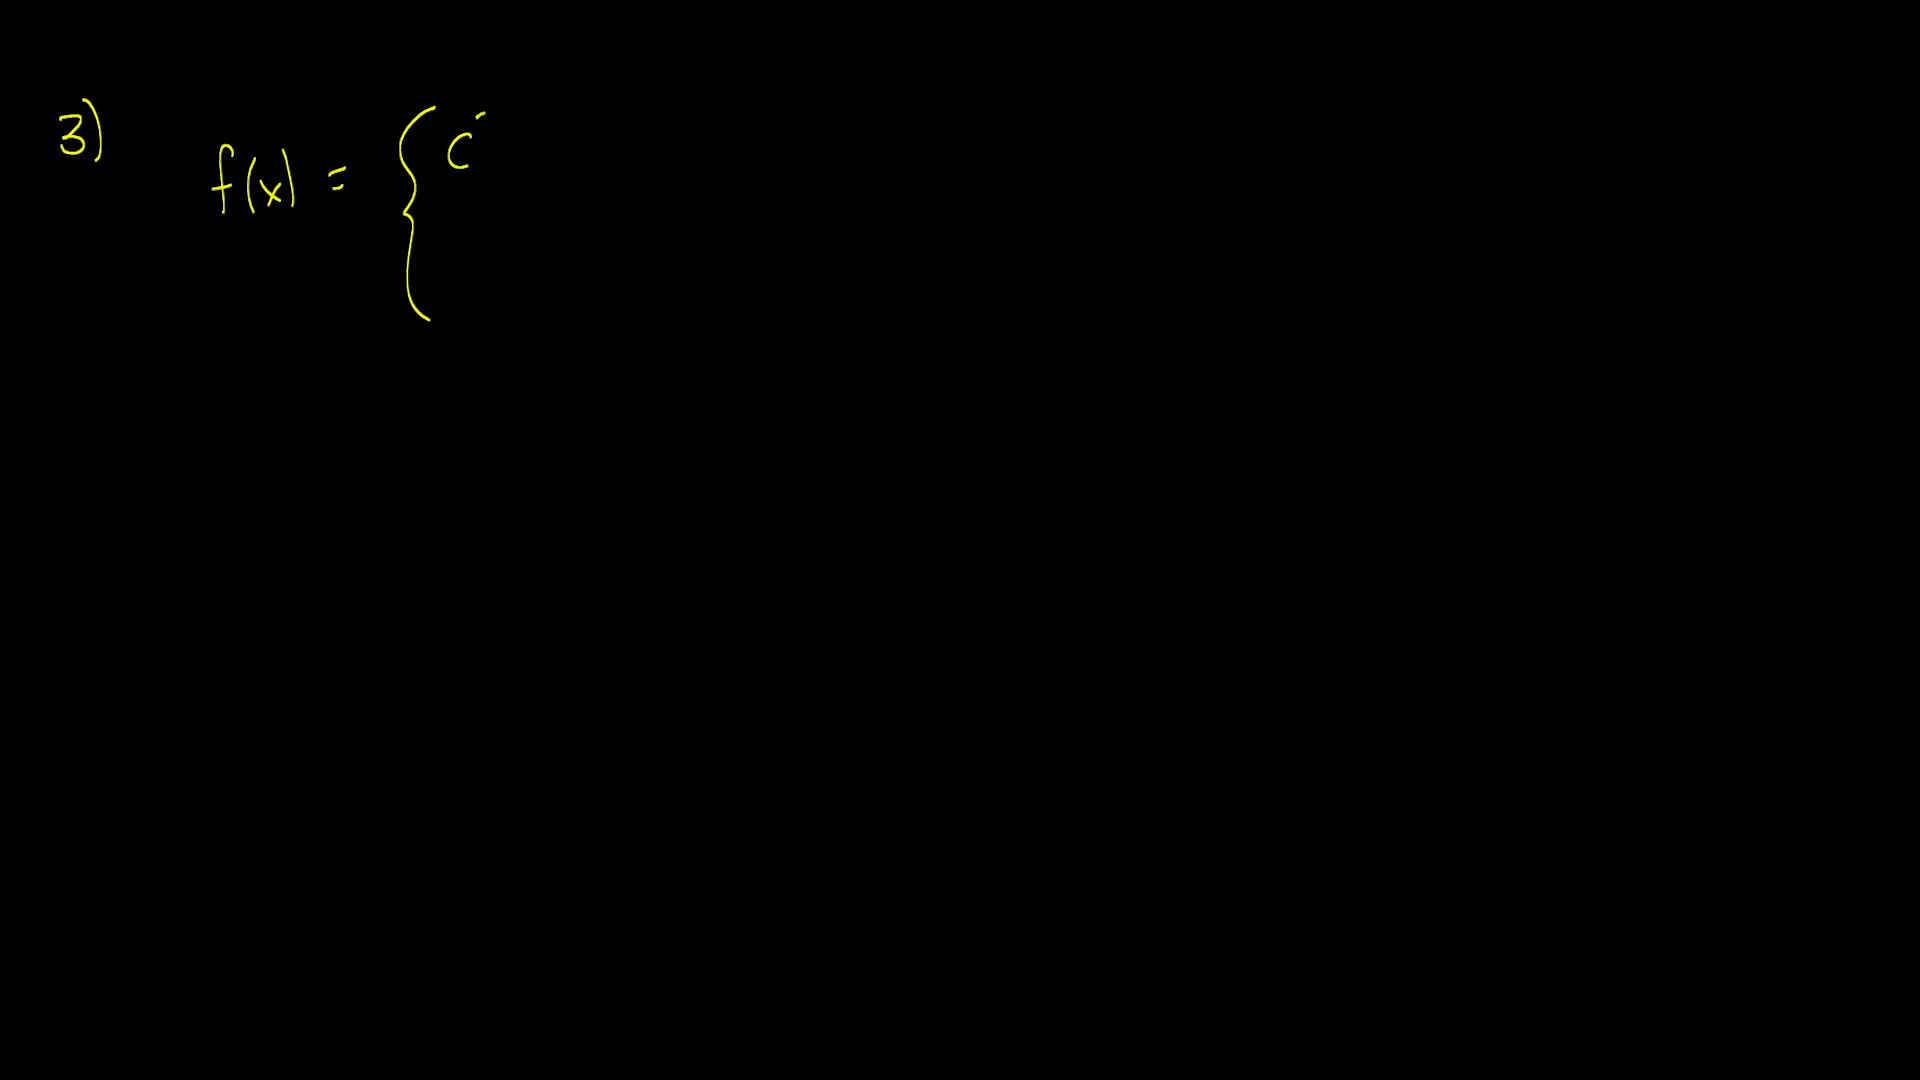 3) f(x) = { c